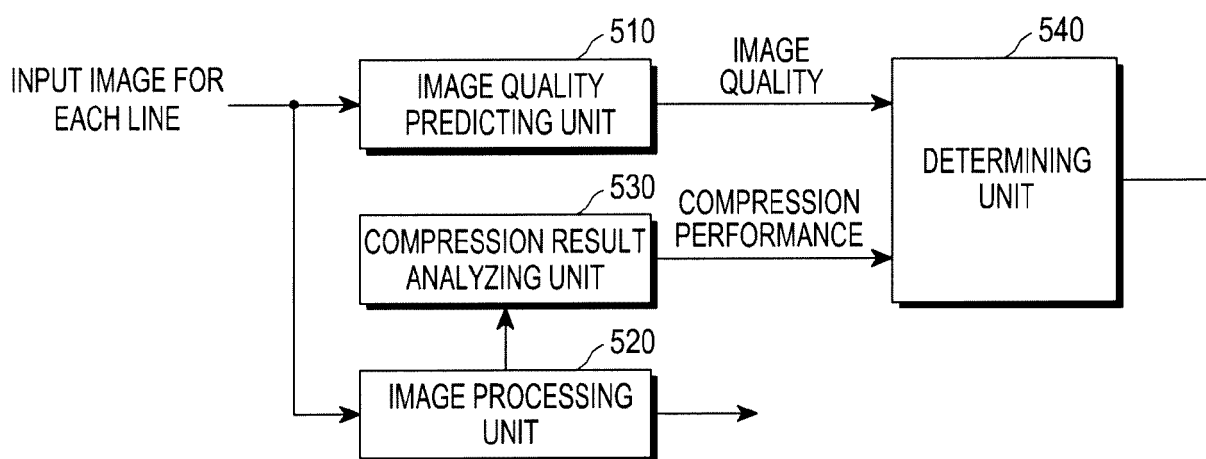 INPUT IMAGE FOR
EACH LINE
510
IMAGE QUALITY
PREDICTING UNIT
IMAGE
QUALITY
540
DETERMINING
UNIT
530
COMPRESSION RESULT
ANALYZING UNIT
COMPRESSION
PERFORMANCE
520
IMAGE PROCESSING
UNIT